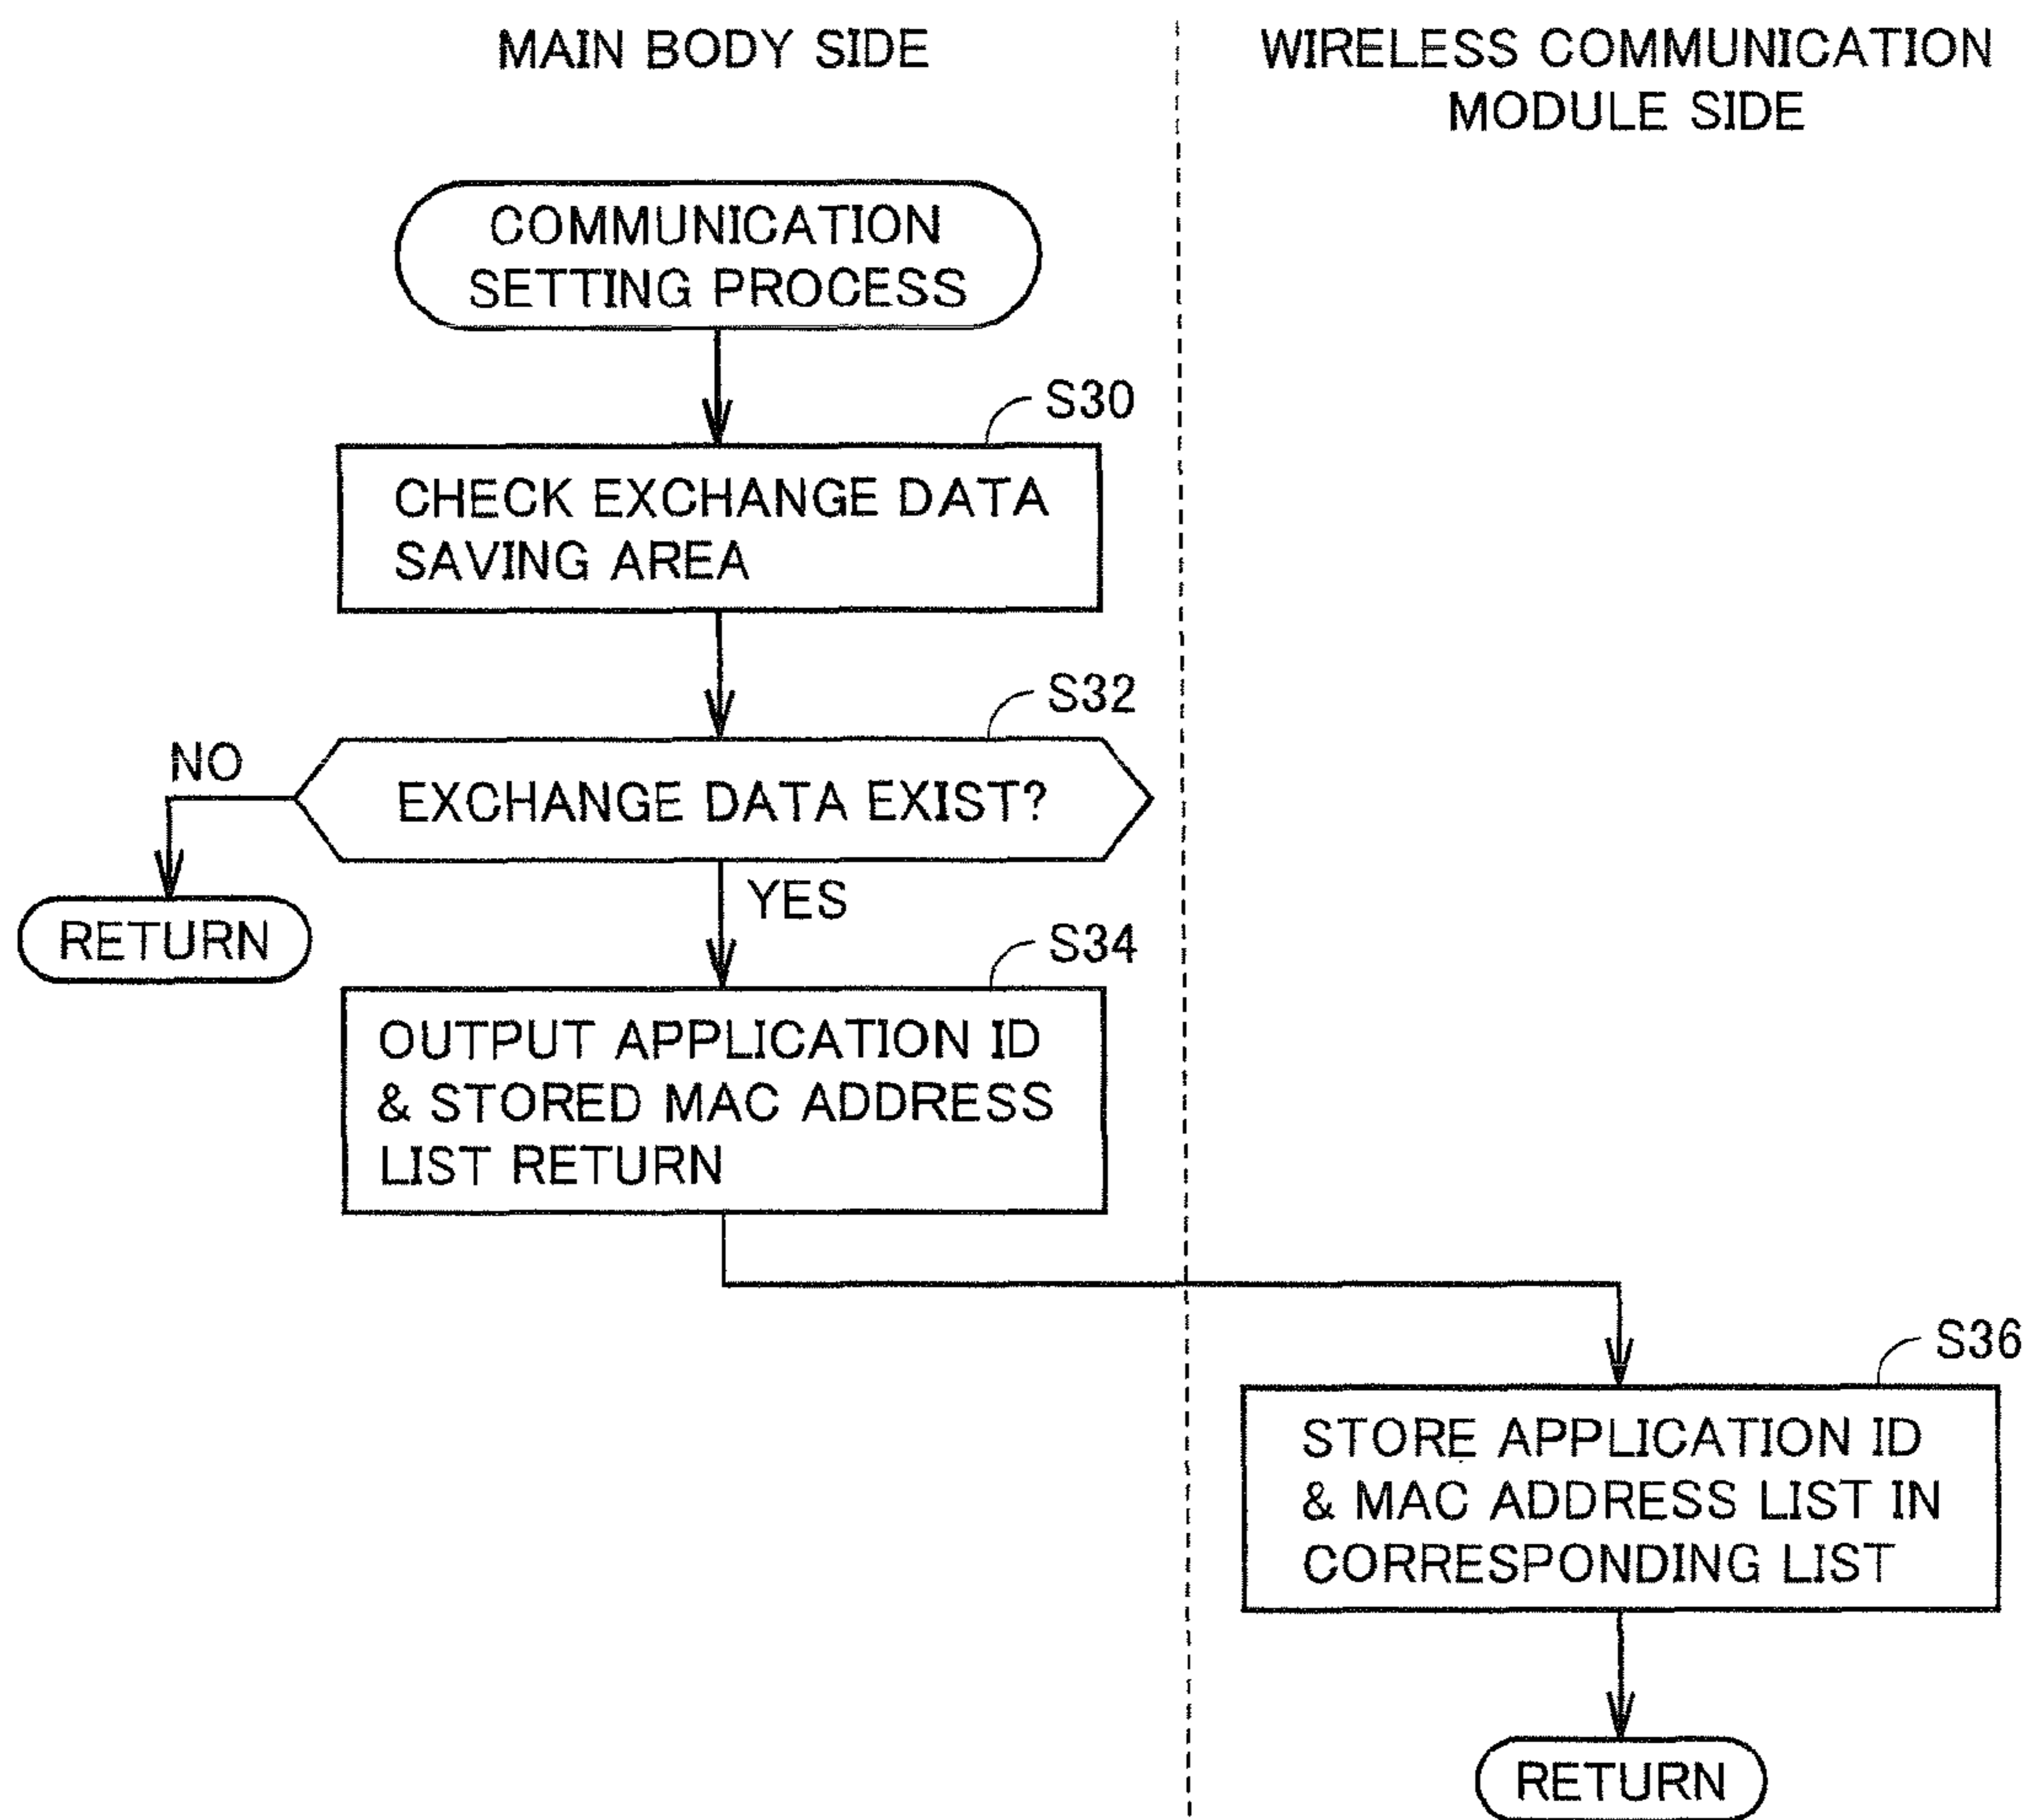 MAIN BODY SIDE
WIRELESS COMMUNICATION
MODULE SIDE
COMMUNICATION
SETTING PROCESS
S30
CHECK EXCHANGE DATA
SAVING AREA
S32
EXCHANGE DATA EXIST?
NO
RETURN
YES
S34
OUTPUT APPLICATION ID
& STORED MAC ADDRESS
LIST RETURN
S36
STORE APPLICATION ID
& MAC ADDRESS LIST IN
CORRESPONDING LIST
RETURN